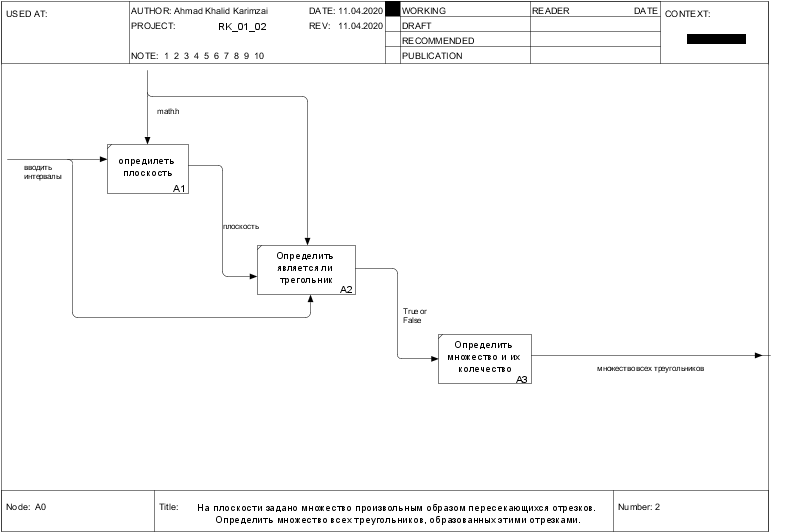 USED AT:
AUTHOR: Ahmad Khalid Karimzai
DATE: 11.04.2020
WORKING
READER
DATE
CONTEXT:
PROJECT: RK_01_02
REV: 11.04.2020
DRAFT
RECOMMENDED
NOTE: 1 2 3 4 5 6 7 8 9 10
PUBLICATION
math.h
вводить
интервалы
опридилеть
плоскость
A1
плоскость
Определить
является ли
трегольник
A2
True or
False
Определить
множество и их
колечество
A3
множество всех треугольников
Node: A0
Title:
На плоскости задано множество произвольным образом пересекающихся отрезков.
Определить множество всех треугольников, образованных этими отрезками.
Number: 2